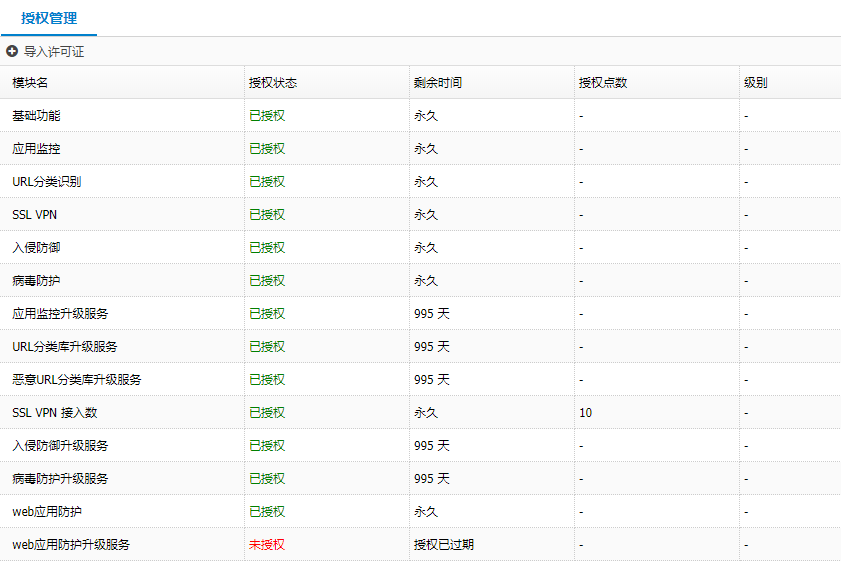 授权管理
导入许可证
模块名 授权状态 剩余时间 授权点数 级别
基础功能 已授权 永久 - -
应用监控 已授权 永久 - -
URL分类识别 已授权 永久 - -
SSL VPN 已授权 永久 - -
入侵防御 已授权 永久 - -
病毒防护 已授权 永久 - -
应用监控升级服务 已授权 995 天 - -
URL分类库升级服务 已授权 995 天 - -
恶意URL分类库升级服务 已授权 995 天 - -
SSL VPN 接入数 已授权 永久 10 -
入侵防御升级服务 已授权 995 天 - -
病毒防护升级服务 已授权 995 天 - -
web应用防护 已授权 永久 - -
web应用防护升级服务 未授权 授权已过期 - -